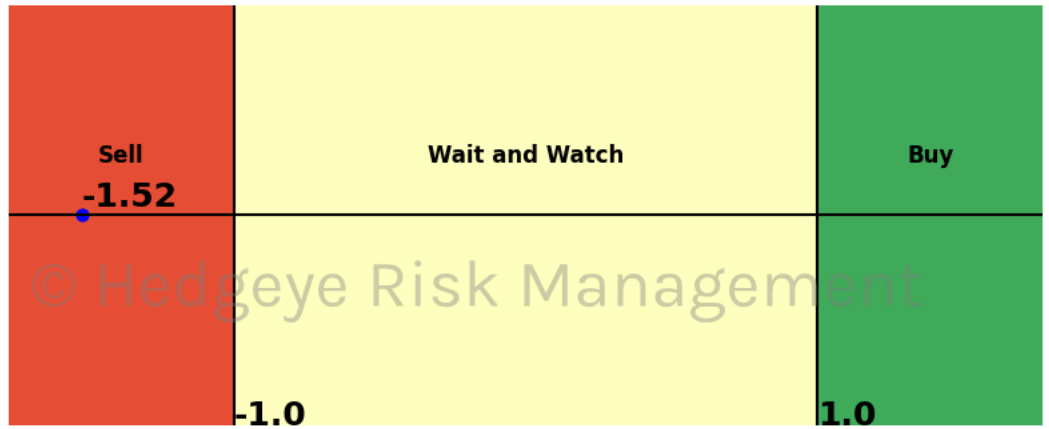 Sell
Wait and Watch
Buy
-1.52
© Hedgeye Risk Management
-1.0
1.0